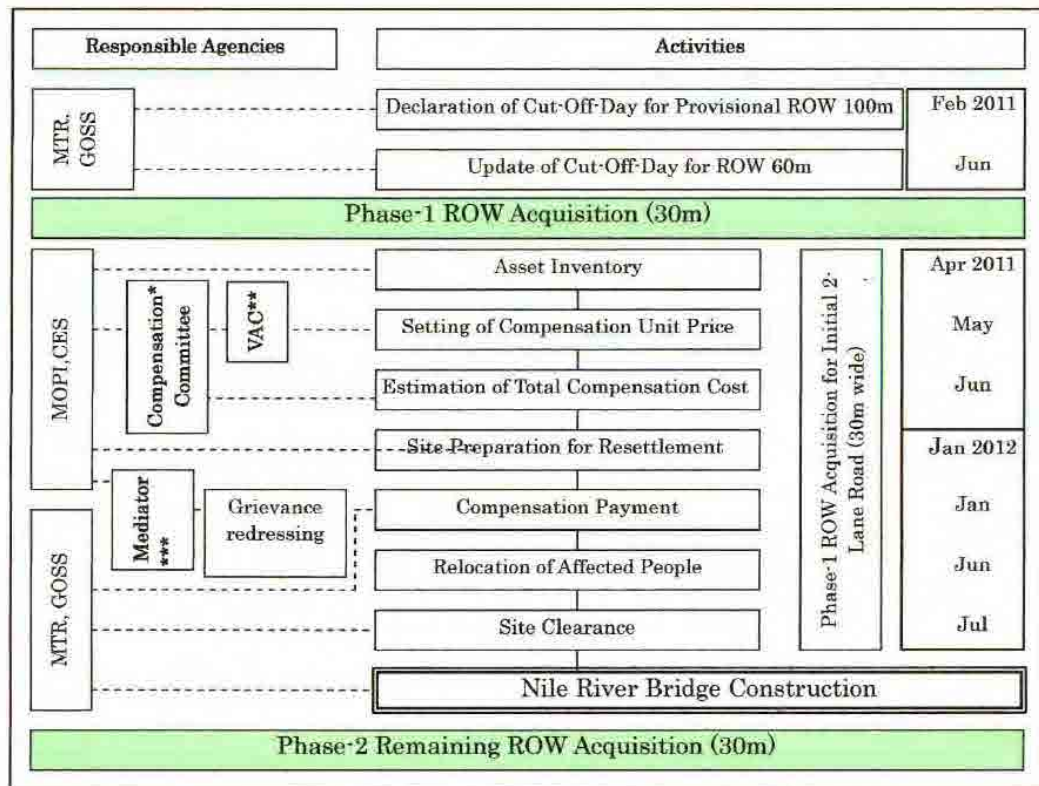 Responsible Agencies
Activities
MTR,
GOSS
Declaration of Cut-Off-Day for Provisional ROW 100m
Feb 2011
Update of Cut-Off-Day for ROW 60m
Jun
Phase-1 ROW Acquisition (30m)
MOPI,CES
Compensation*
Committee
VAC**
Asset Inventory
Apr 2011
Setting of Compensation Unit Price
May
Estimation of Total Compensation Cost
Jun
Site Preparation for Resettlement
Jan 2012
Phase-1 ROW Acquisition for Initial 2-
Lane Road (30m wide)
MTR, GOSS
Mediator
***
Grievance
redressing
Compensation Payment
Jan
Relocation of Affected People
Jun
Site Clearance
Jul
Nile River Bridge Construction
Phase-2 Remaining ROW Acquisition (30m)